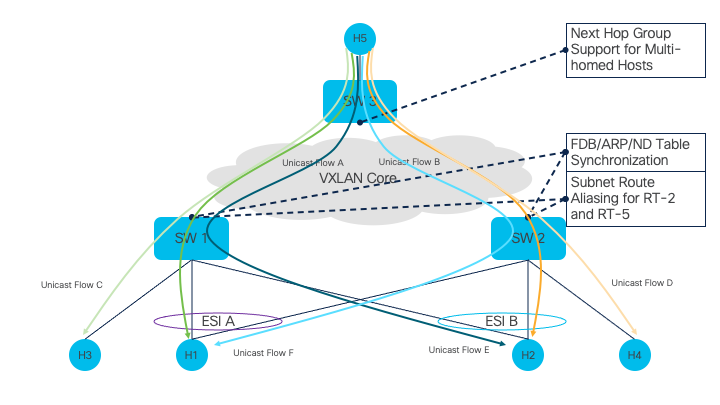 H5
Next Hop Group
Support for Multi-
homed Hosts
SW 3
FDB/ARP/ND Table
Synchronization
Unicast Flow A
Unicast Flow B
VXLAN Core
Subnet Route
Aliasing for RT-2
and RT-5
SW 1
SW 2
Unicast Flow C
Unicast Flow D
ESI A
ESI B
H3
H1
Unicast Flow F
Unicast Flow E
H2
H4